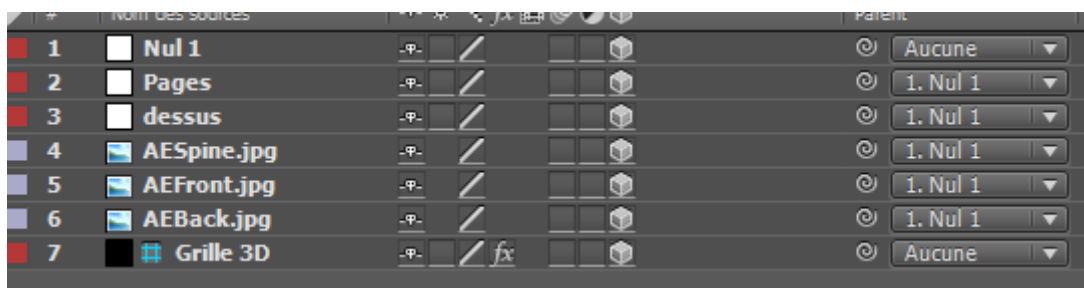 # Nom des sources fx Parent
1 Nul 1 Aucune
2 Pages 1. Nul 1
3 dessus 1. Nul 1
4 AESpine.jpg 1. Nul 1
5 AEFront.jpg 1. Nul 1
6 AEBack.jpg 1. Nul 1
7 Grille 3D fx Aucune